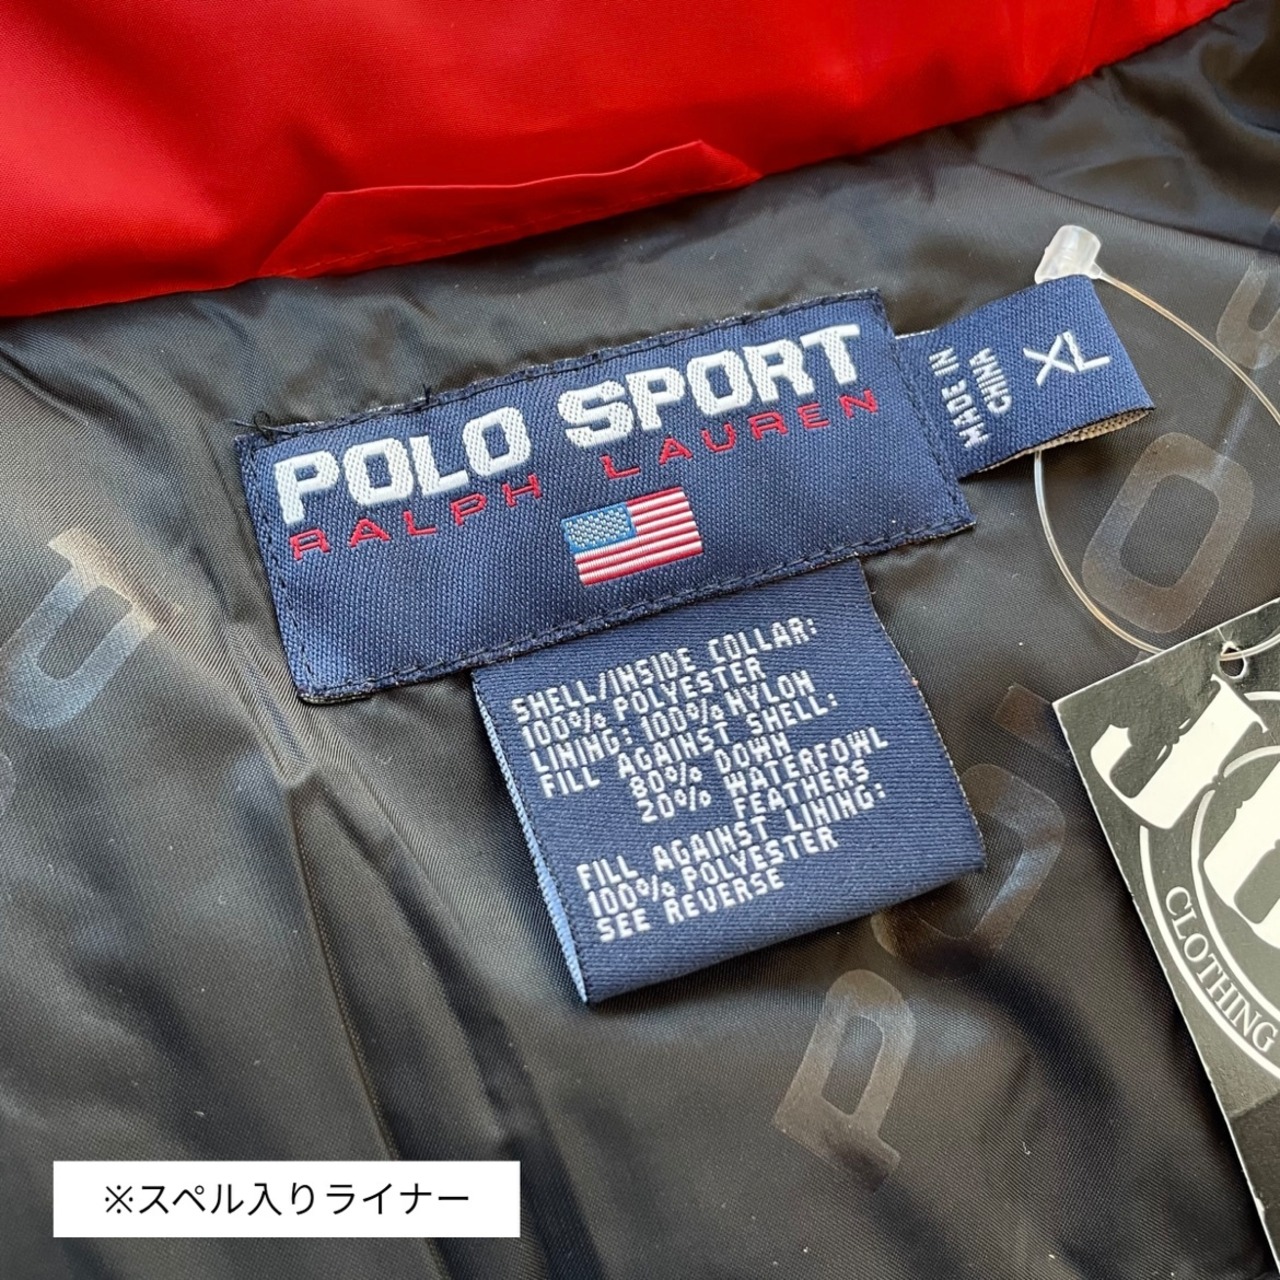 POLO SPORT
RALPH LAUREN
MADE IN
CHINA
XL
SHELL/INSIDE COLLAR:
100% POLYESTER
LINING: 100% NYLON
FILL AGAINST SHELL:
80% DOWN
20% WATERFOWL
FEATHERS
FILL AGAINST LINING:
100% POLYESTER
SEE REVERSE
CLOTHING
※スペル入りライナー